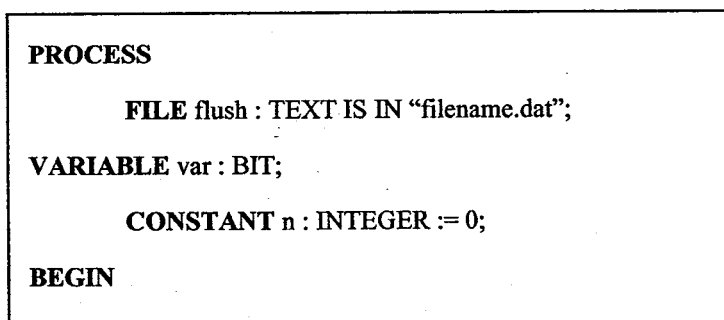 PROCESS
FILE flush : TEXT IS IN “filename.dat”;
VARIABLE var : BIT;
CONSTANT n : INTEGER := 0;
BEGIN